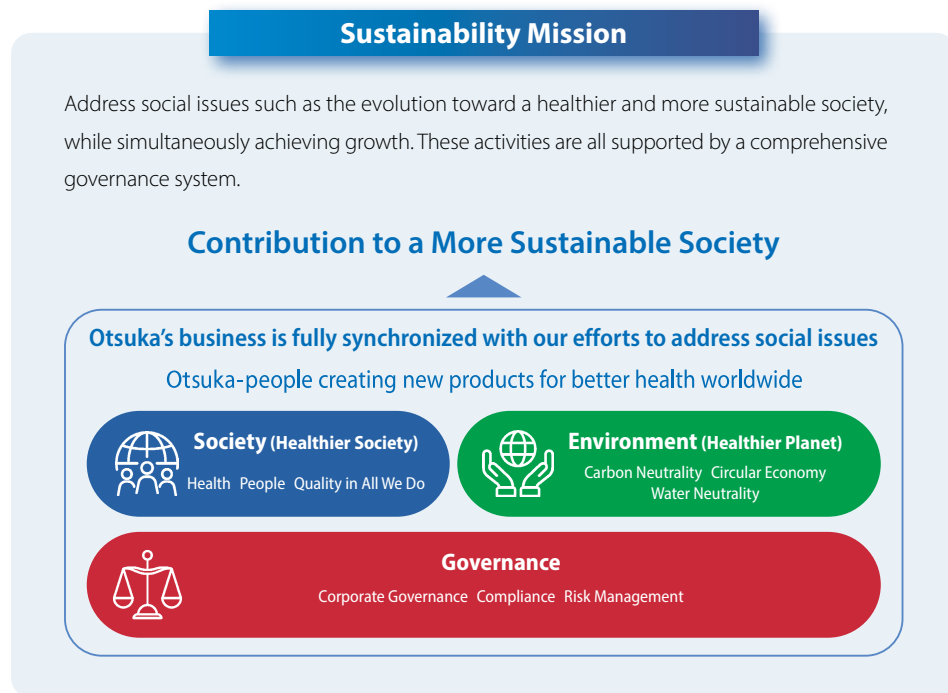 Sustainability Mission
Address social issues such as the evolution toward a healthier and more sustainable society,
while simultaneously achieving growth. These activities are all supported by a comprehensive
governance system.
Contribution to a More Sustainable Society
Otsuka's business is fully synchronized with our efforts to address social issues
Otsuka-people creating new products for better health worldwide
Society (Healthier Society)
Health People Quality in All We Do
Environment (Healthier Planet)
Carbon Neutrality Circular Economy
Water Neutrality
Governance
Corporate Governance Compliance Risk Management